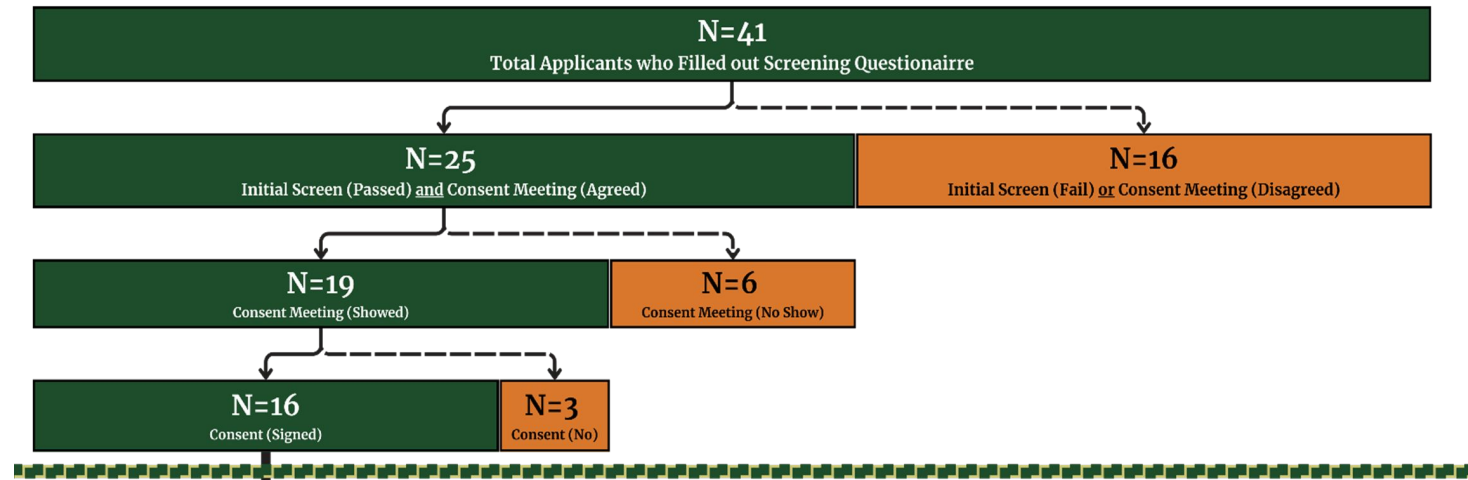 N=41
Total Applicants who Filled out Screening Questionairre
N=25
Initial Screen (Passed) and Consent Meeting (Agreed)
N=16
Initial Screen (Fail) or Consent Meeting (Disagreed)
N=19
Consent Meeting (Showed)
N=6
Consent Meeting (No Show)
N=16
Consent (Signed)
N=3
Consent (No)